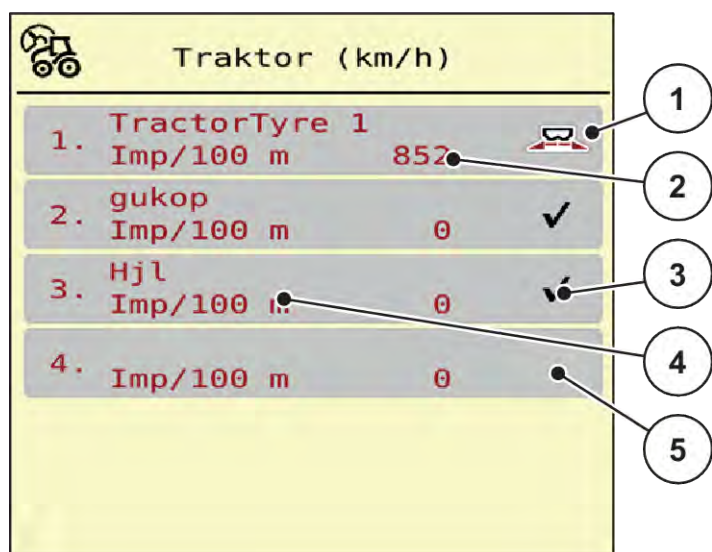 Traktor (km/h)
1. TractorTyre 1
Imp/100 m 852
2. gukop
Imp/100 m 0
3. Hjl
Imp/100 m 0
4.
Imp/100 m 0
1
2
3
4
5